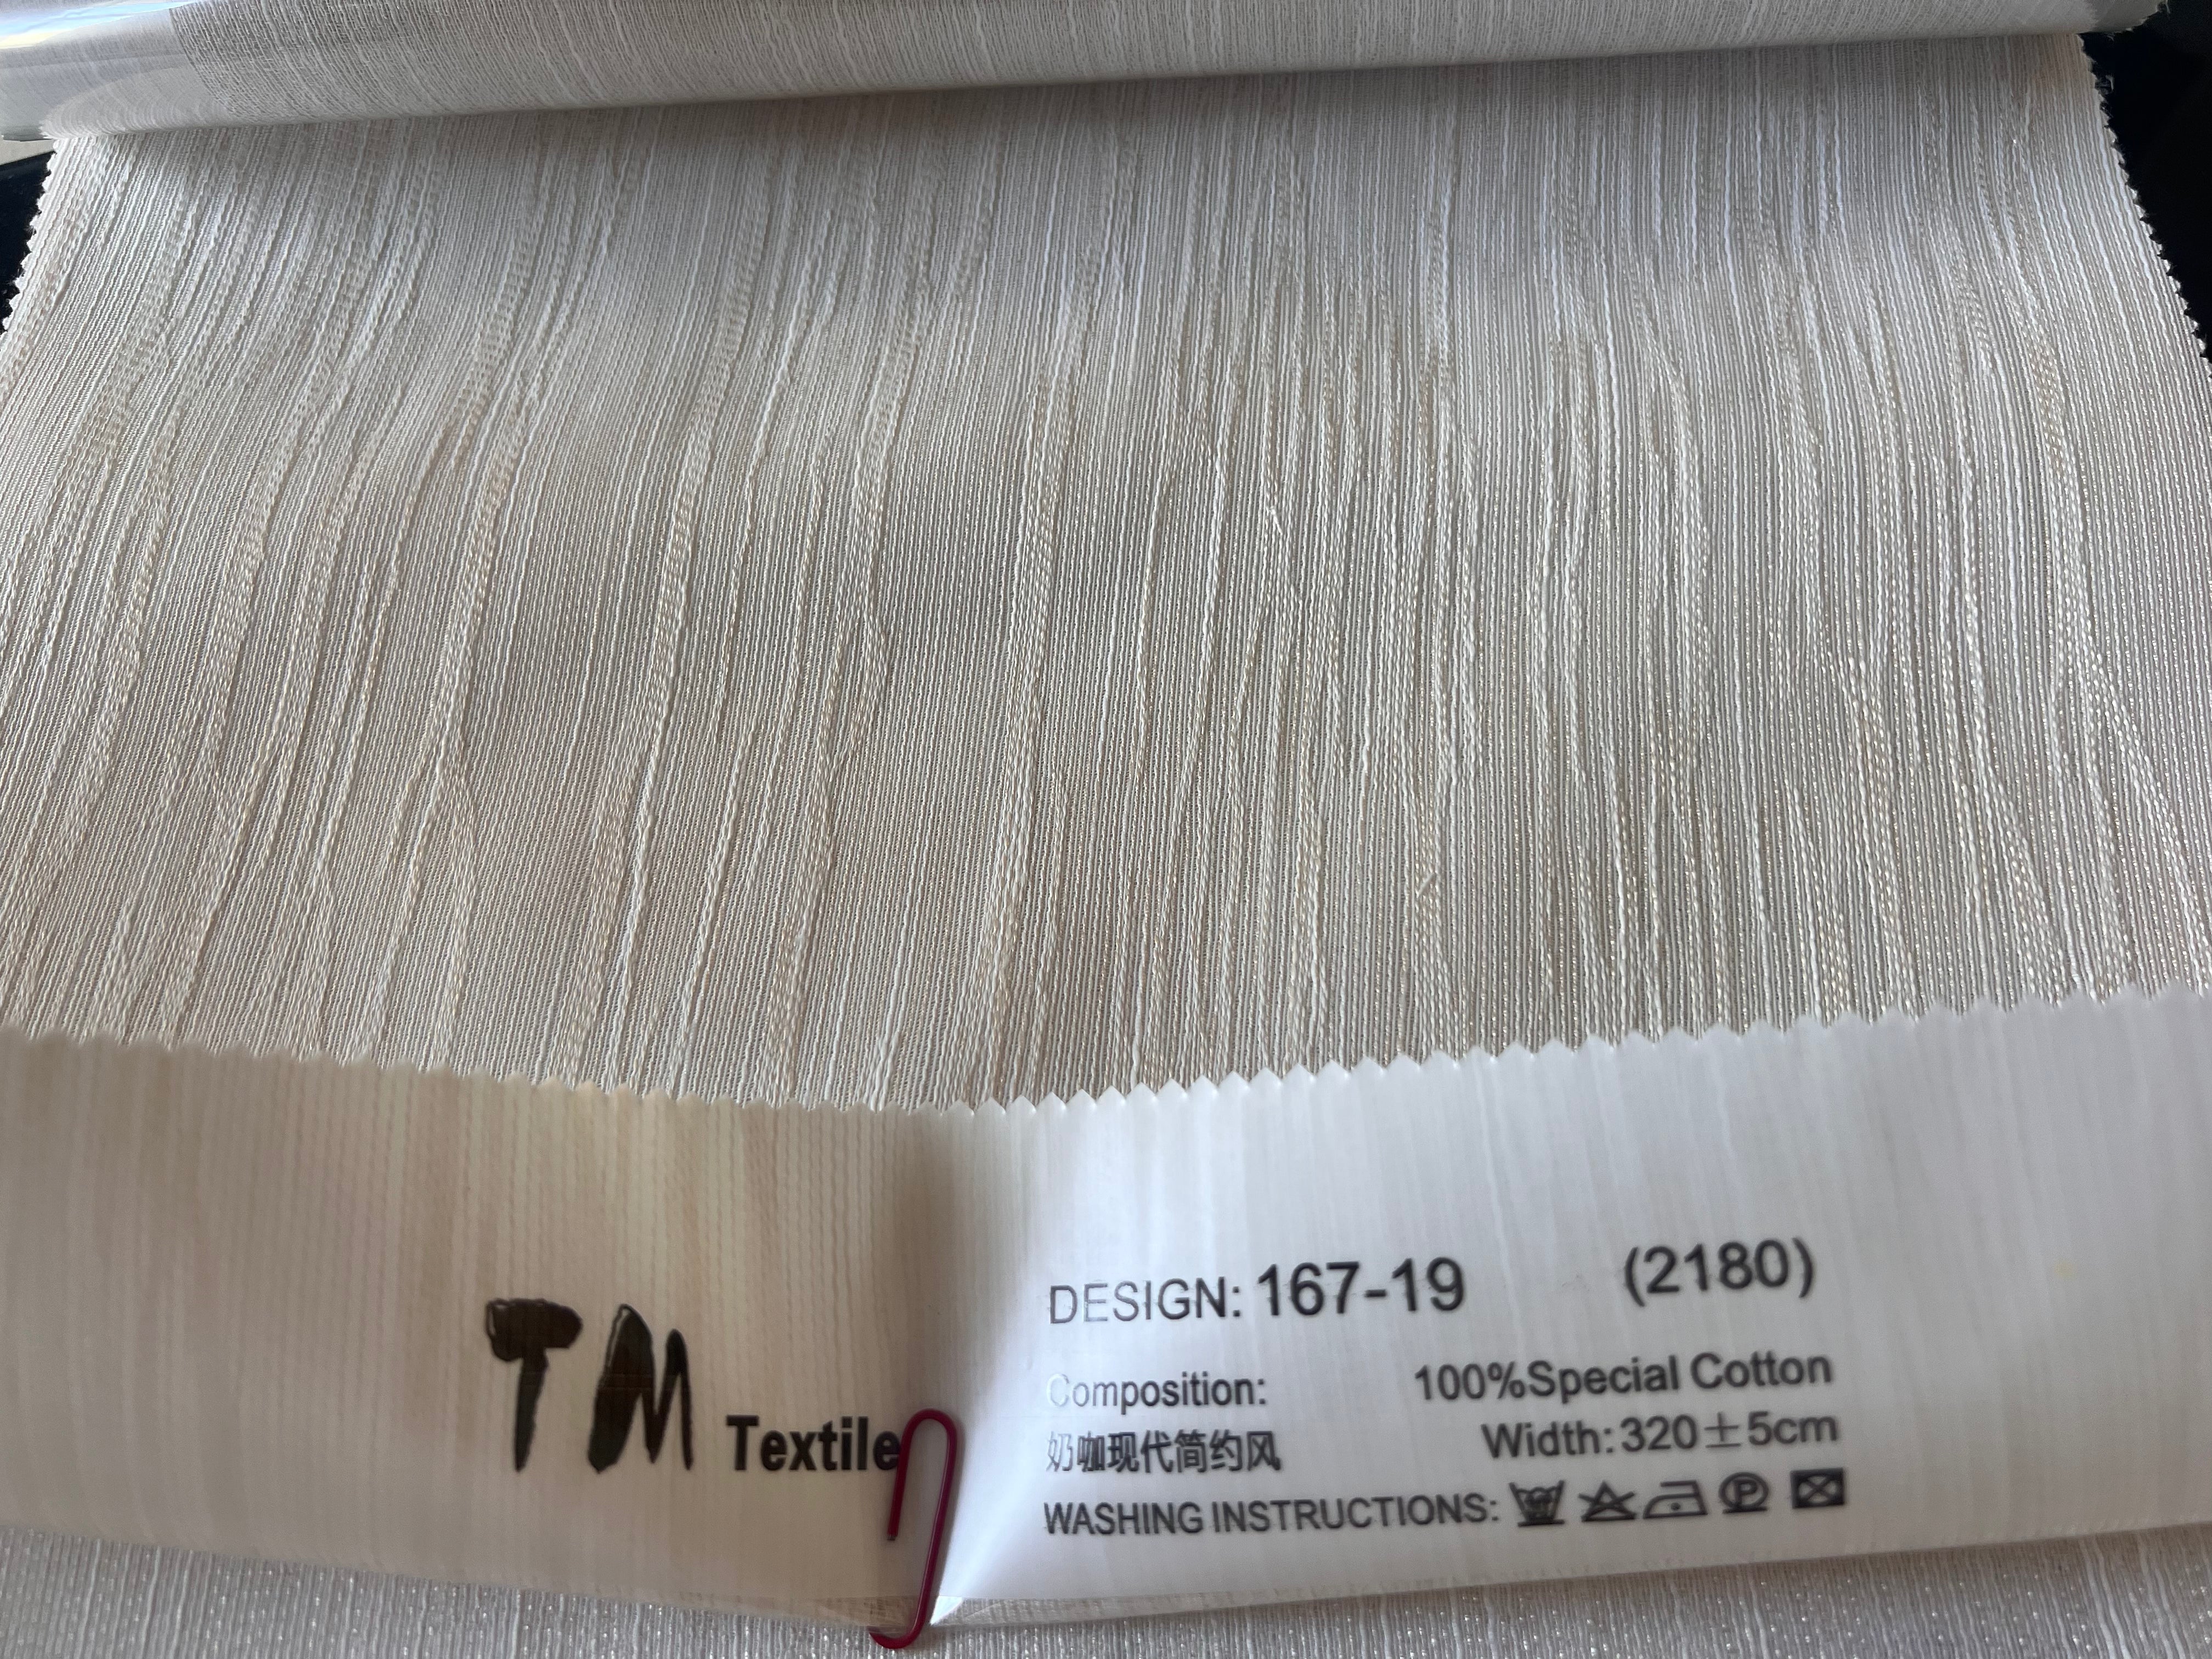 TM Textile
DESIGN: 167-19 (2180)
Composition: 100%Special Cotton
奶咖现代简约风 Width:320±5cm
WASHING INSTRUCTIONS: